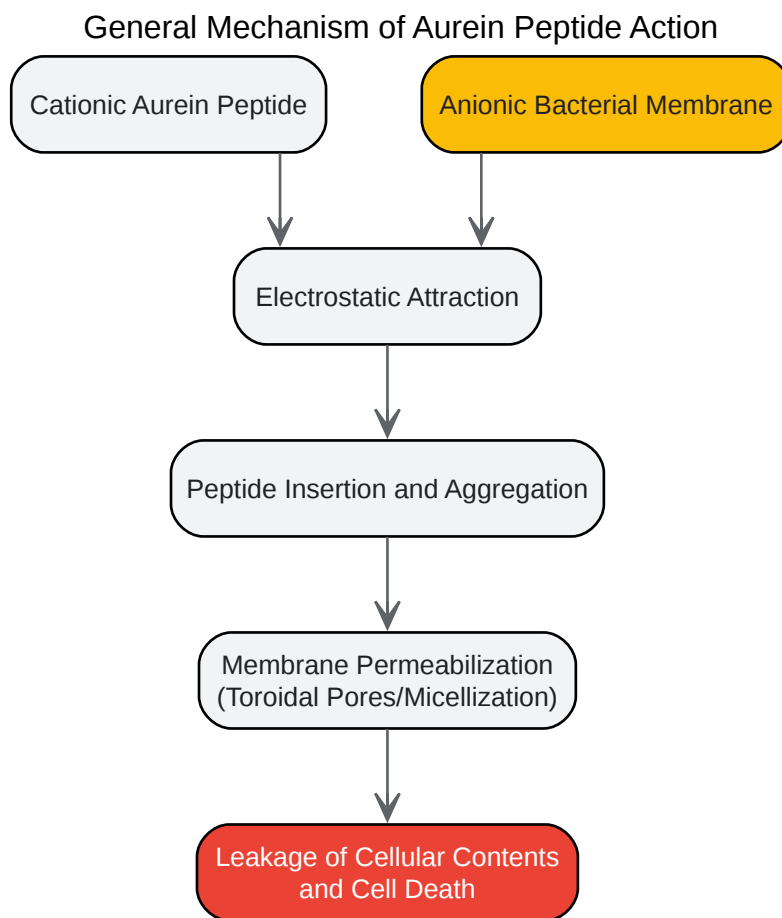 General Mechanism of Aurein Peptide Action
Cationic Aurein Peptide
Anionic Bacterial Membrane
Electrostatic Attraction
Peptide Insertion and Aggregation
Membrane Permeabilization
(Toroidal Pores/Micellization)
Leakage of Cellular Contents
and Cell Death